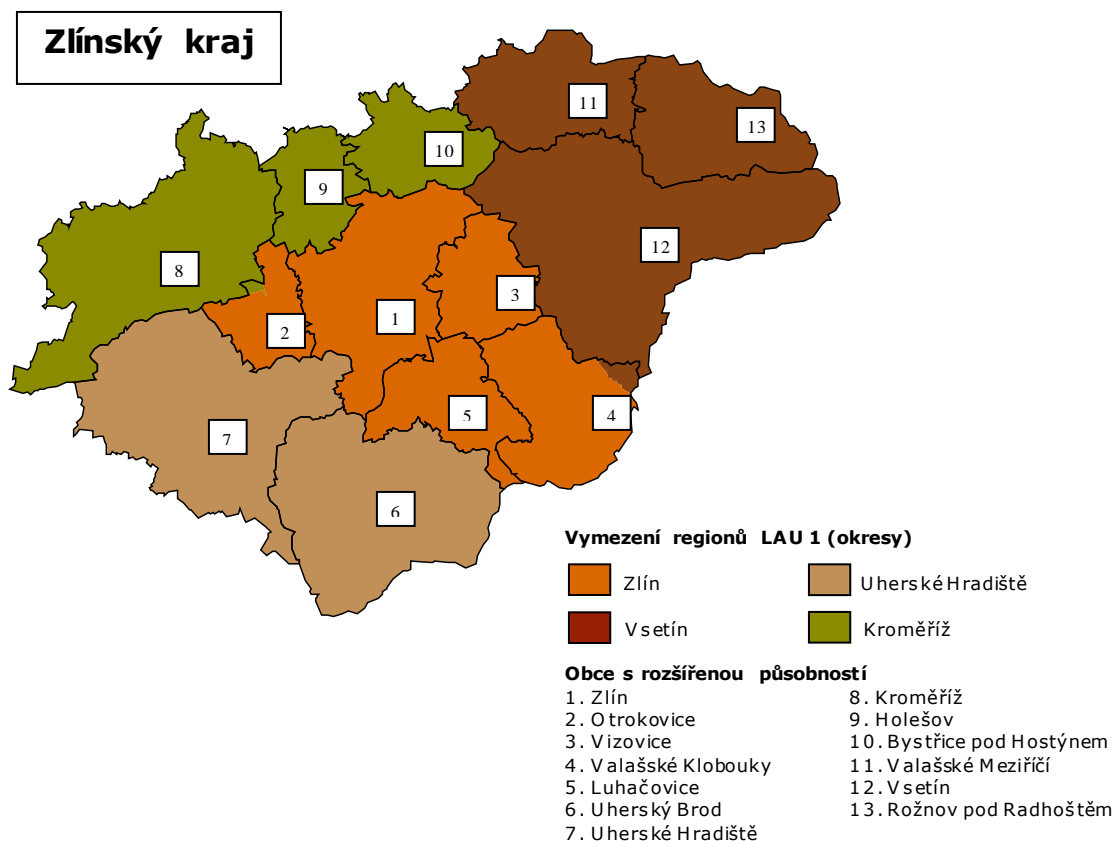 Zlínský kraj
11
13
10
9
12
8
3
1
2
5
4
7
6
Vymezení regionů LAU 1 (okresy)
Zlín
Uherské Hradiště
Vsetín
Kroměříž
Obce s rozšířenou působností
1. Zlín
2. Otrokovice
3. Vizovice
4. Valašské Klobouky
5. Luhačovice
6. Uherský Brod
7. Uherské Hradiště
8. Kroměříž
9. Holešov
10. Bystřice pod Hostýnem
11. Valašské Meziříčí
12. Vsetín
13. Rožnov pod Radhoštěm